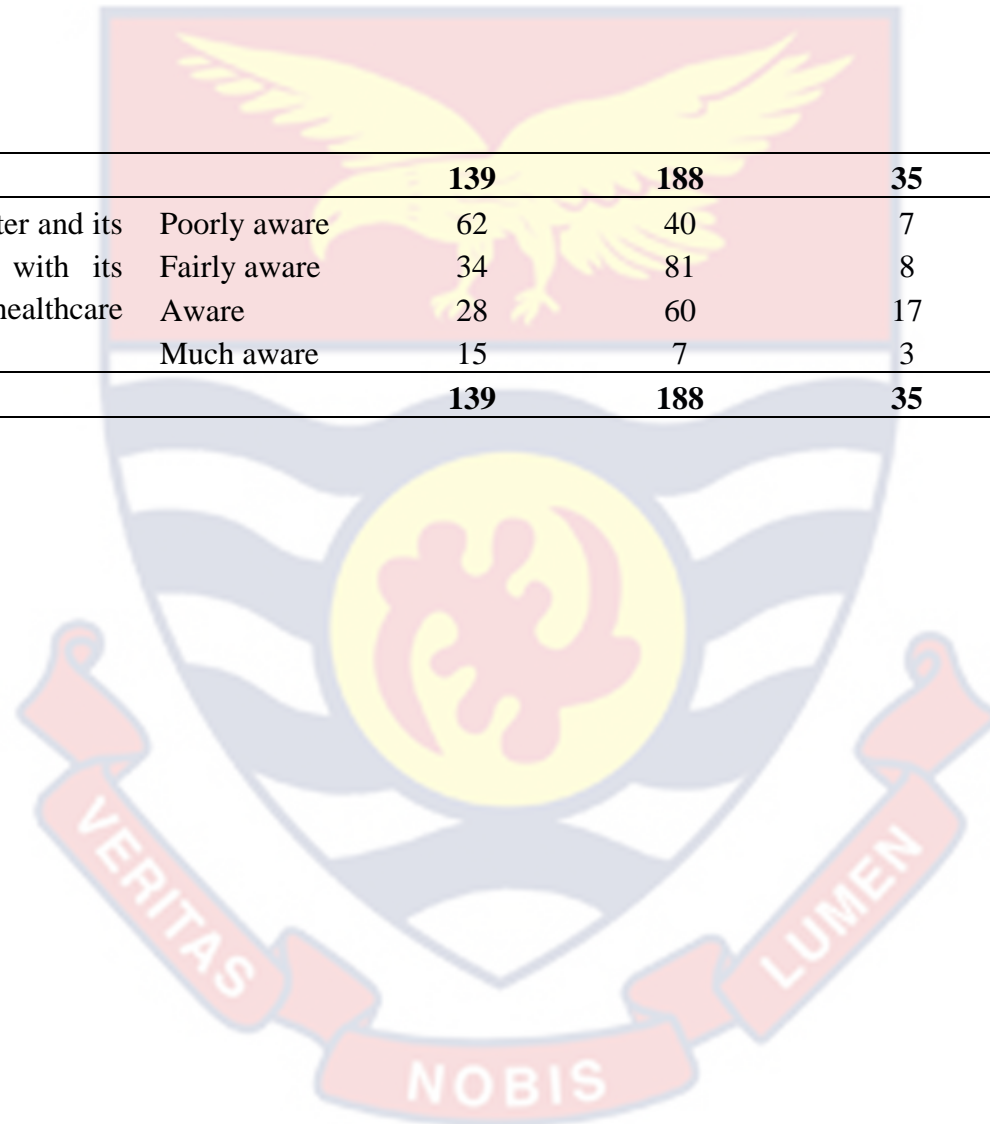 139 188 35
ter and its Poorly aware 62 40 7
with its Fairly aware 34 81 8
healthcare Aware 28 60 17
Much aware 15 7 3
139 188 35
VERITAS
LUMEN
NOBIS